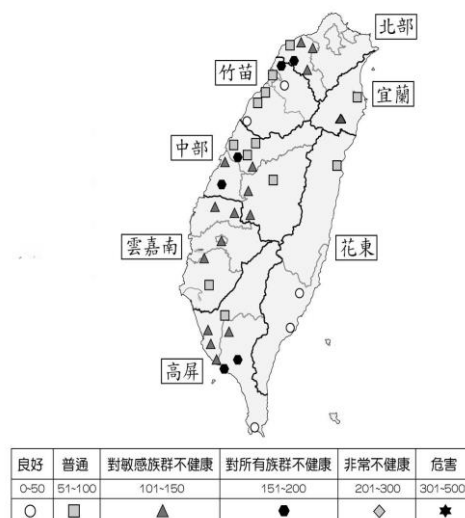 北部
竹苗
宜蘭
中部
雲嘉南
花東
高屏
良好 普通 對敏感族群不健康 對所有族群不健康 非常不健康 危害
0~50 51~100 101~150 151~200 201~300 301~500